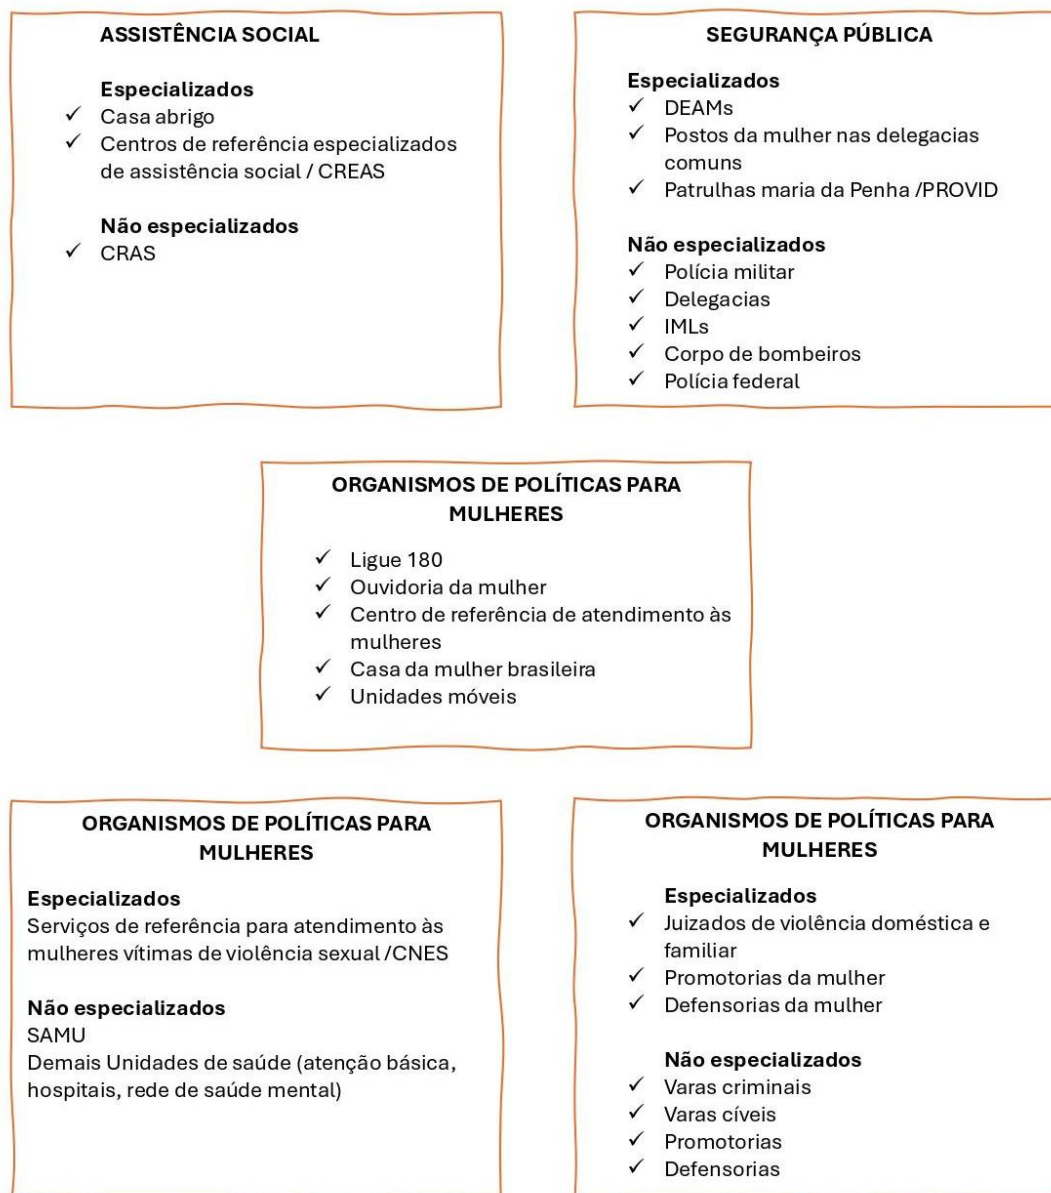 ASSISTÊNCIA SOCIAL
Especializados
✓ Casa abrigo
✓ Centros de referência especializados
de assistência social / CREAS
Não especializados
✓ CRAS
SEGURANÇA PÚBLICA
Especializados
✓ DEAMs
✓ Postos da mulher nas delegacias
comuns
✓ Patrulhas maria da Penha /PROVID
Não especializados
✓ Polícia militar
✓ Delegacias
✓ IMLs
✓ Corpo de bombeiros
✓ Polícia federal
ORGANISMOS DE POLÍTICAS PARA
MULHERES
✓ Ligue 180
✓ Ouvidoria da mulher
✓ Centro de referência de atendimento às
mulheres
✓ Casa da mulher brasileira
✓ Unidades móveis
ORGANISMOS DE POLÍTICAS PARA
MULHERES
Especializados
Serviços de referência para atendimento às
mulheres vítimas de violência sexual /CNES
Não especializados
SAMU
Demais Unidades de saúde (atenção básica,
hospitais, rede de saúde mental)
ORGANISMOS DE POLÍTICAS PARA
MULHERES
Especializados
✓ Juizados de violência doméstica e
familiar
✓ Promotorias da mulher
✓ Defensorias da mulher
Não especializados
✓ Varas criminais
✓ Varas cíveis
✓ Promotorias
✓ Defensorias